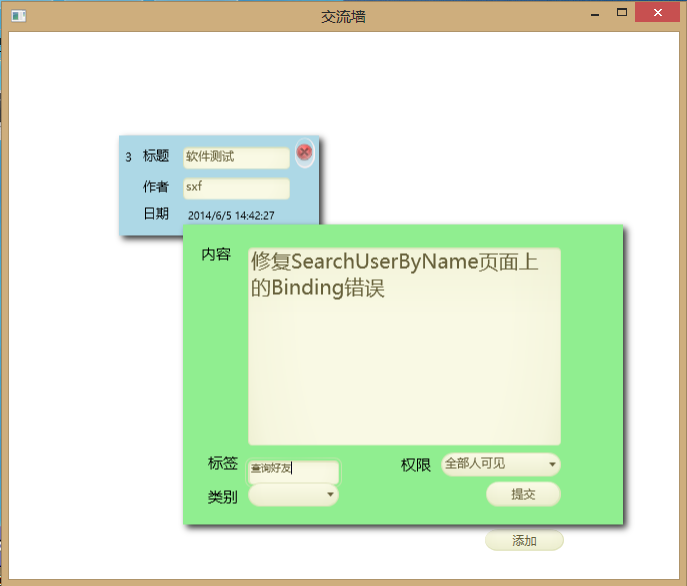 交流墙
3 标题 软件测试
作者 sxf
日期 2014/6/5 14:42:27
内容 修复SearchUserByName页面上
的Binding错误
标签 查询好友 权限 全部人可见
类别 提交
添加